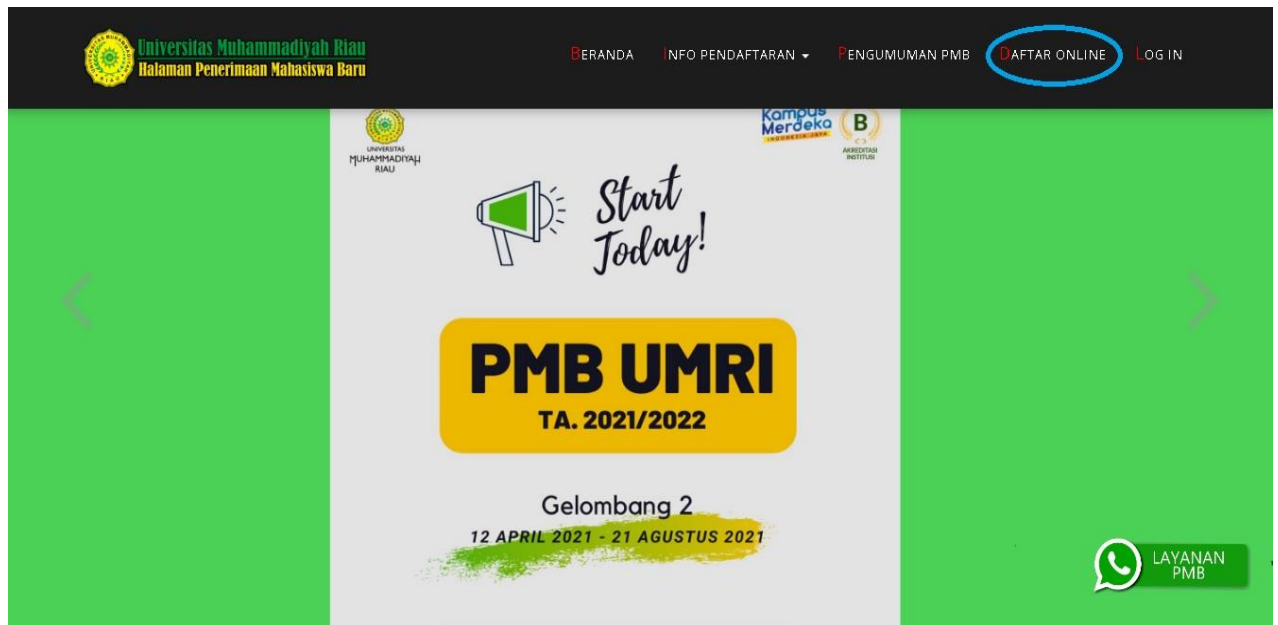 Universitas Muhammadiyah Riau
Halaman Penerimaan Mahasiswa Baru
BERANDA INFO PENDAFTARAN PENGUMUMAN PMB DAFTAR ONLINE LOG IN
UNIVERSITAS
MUHAMMADIYAH
RIAU
Kampus
Merdeka
INDONESIA JAYA
B
AKREDITASI
INSTITUSI
Start
Today!
PMB UMRI
TA. 2021/2022
Gelombang 2
12 APRIL 2021 - 21 AGUSTUS 2021
LAYANAN
PMB